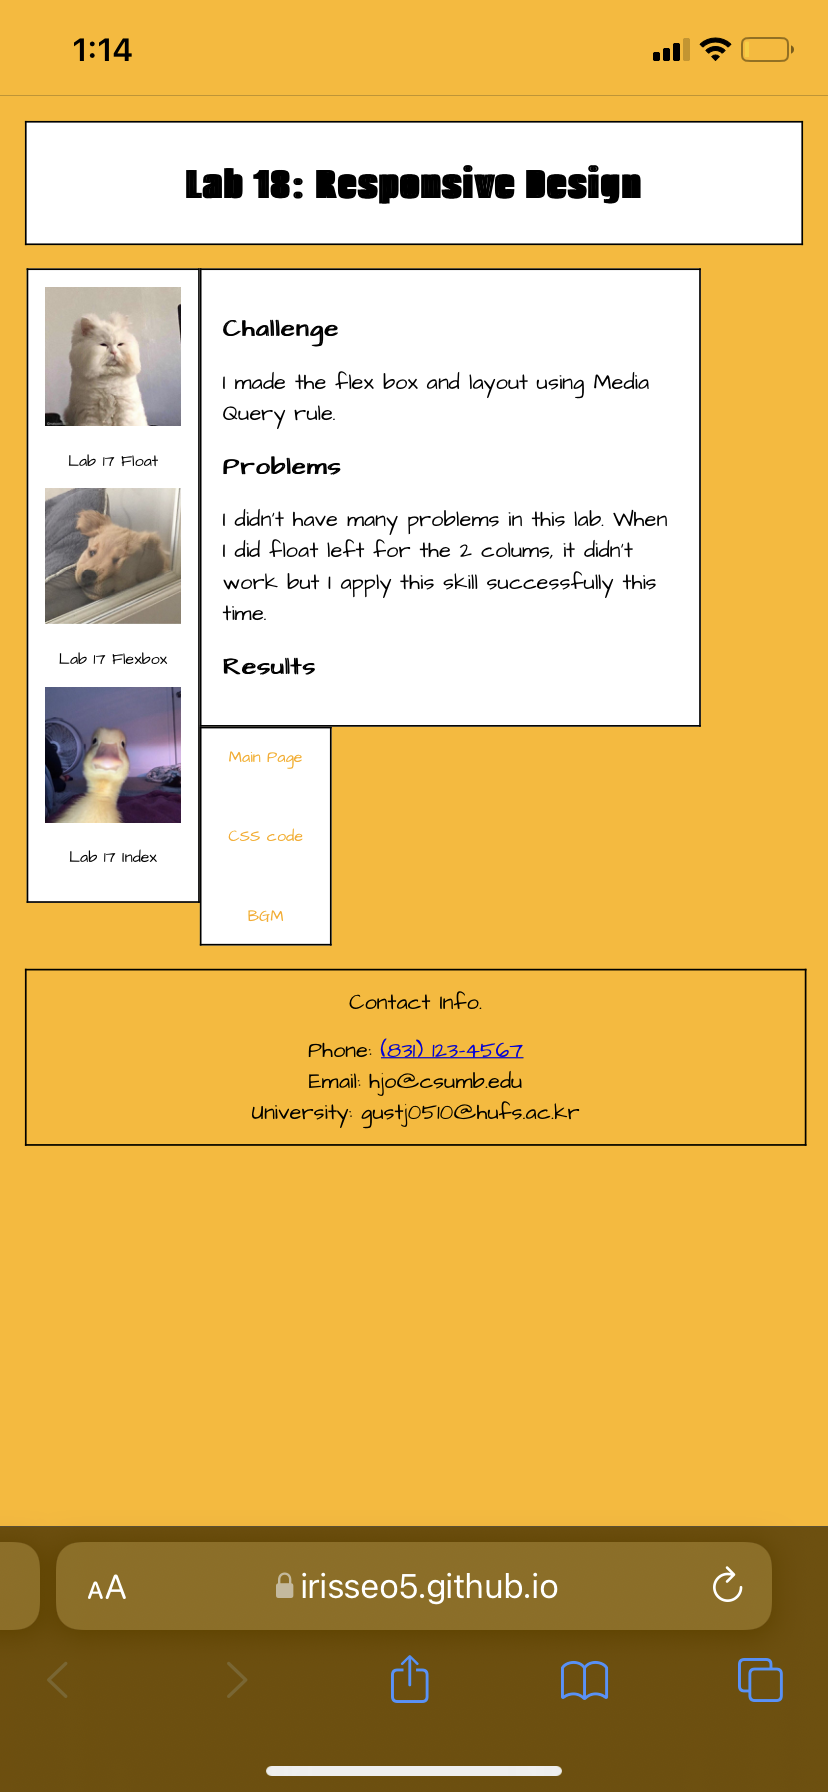 1:14
Lab 18: Responsive Design
Lab 17 Float
Lab 17 Flexbox
Lab 17 Index
Challenge
I made the flex box and layout using Media
Query rule.
Problems
I didn't have many problems in this lab. When
I did float left for the 2 colums, it didn't
work but I apply this skill successfully this
time.
Results
Main Page
CSS code
BGM
Contact Info.
Phone: (831) 123-4567
Email: hjo@csumb.edu
University: gustj0510@hufs.ac.kr
AA
irisseo5.github.io